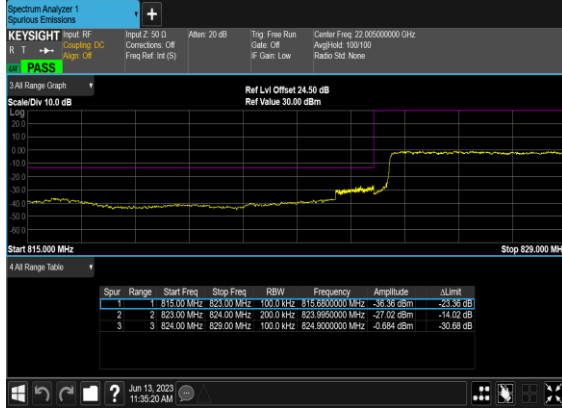 Spectrum Analyzer 1
Spurious Emissions
+
KEYSIGHT Input: RF Input Z: 50 Ω Atten: 20 dB Trig: Free Run Center Freq: 22.005000000 GHz
R T Coupling: DC Corrections: Off Gate: Off Avg|Hold: 100/100
Align: Off Freq Ref: Int (S) IF Gain: Low Radio Std: None
PASS
3 All Range Graph
Ref Lvl Offset 24.50 dB
Scale/Div 10.0 dB Ref Value 30.00 dBm
Log
20.0
10.0
0.00
-10.0
-20.0
-30.0
-40.0
-50.0
-60.0
Start 815.000 MHz Stop 829.000 MH
4 All Range Table
Spur Range Start Freq Stop Freq RBW Frequency Amplitude ΔLimit
1 1 815.00 MHz 823.00 MHz 100.0 kHz 815.6800000 MHz -36.36 dBm -23.36 dB
2 2 823.00 MHz 824.00 MHz 200.0 kHz 823.9950000 MHz -27.02 dBm -14.02 dB
3 3 824.00 MHz 829.00 MHz 100.0 kHz 824.9000000 MHz -0.684 dBm -30.68 dB
? Jun 13, 2023
11:35:20 AM